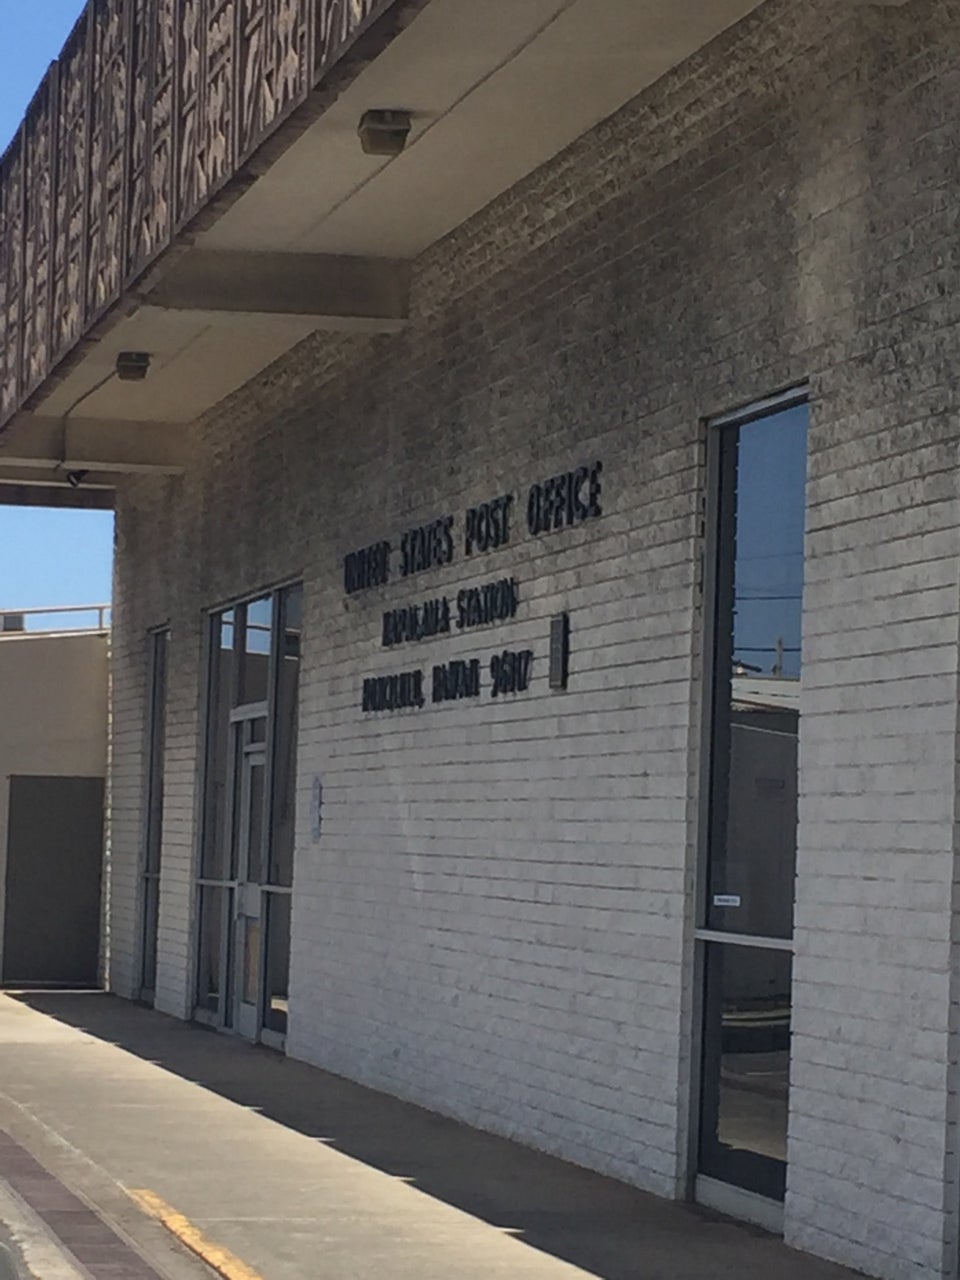 UNITED STATES POST OFFICE
KAPALAMA STATION
HONOLULU, HAWAII 96817